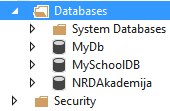 Databases
System Databases
MyDb
MySchoolDB
NRDAkademija
Security